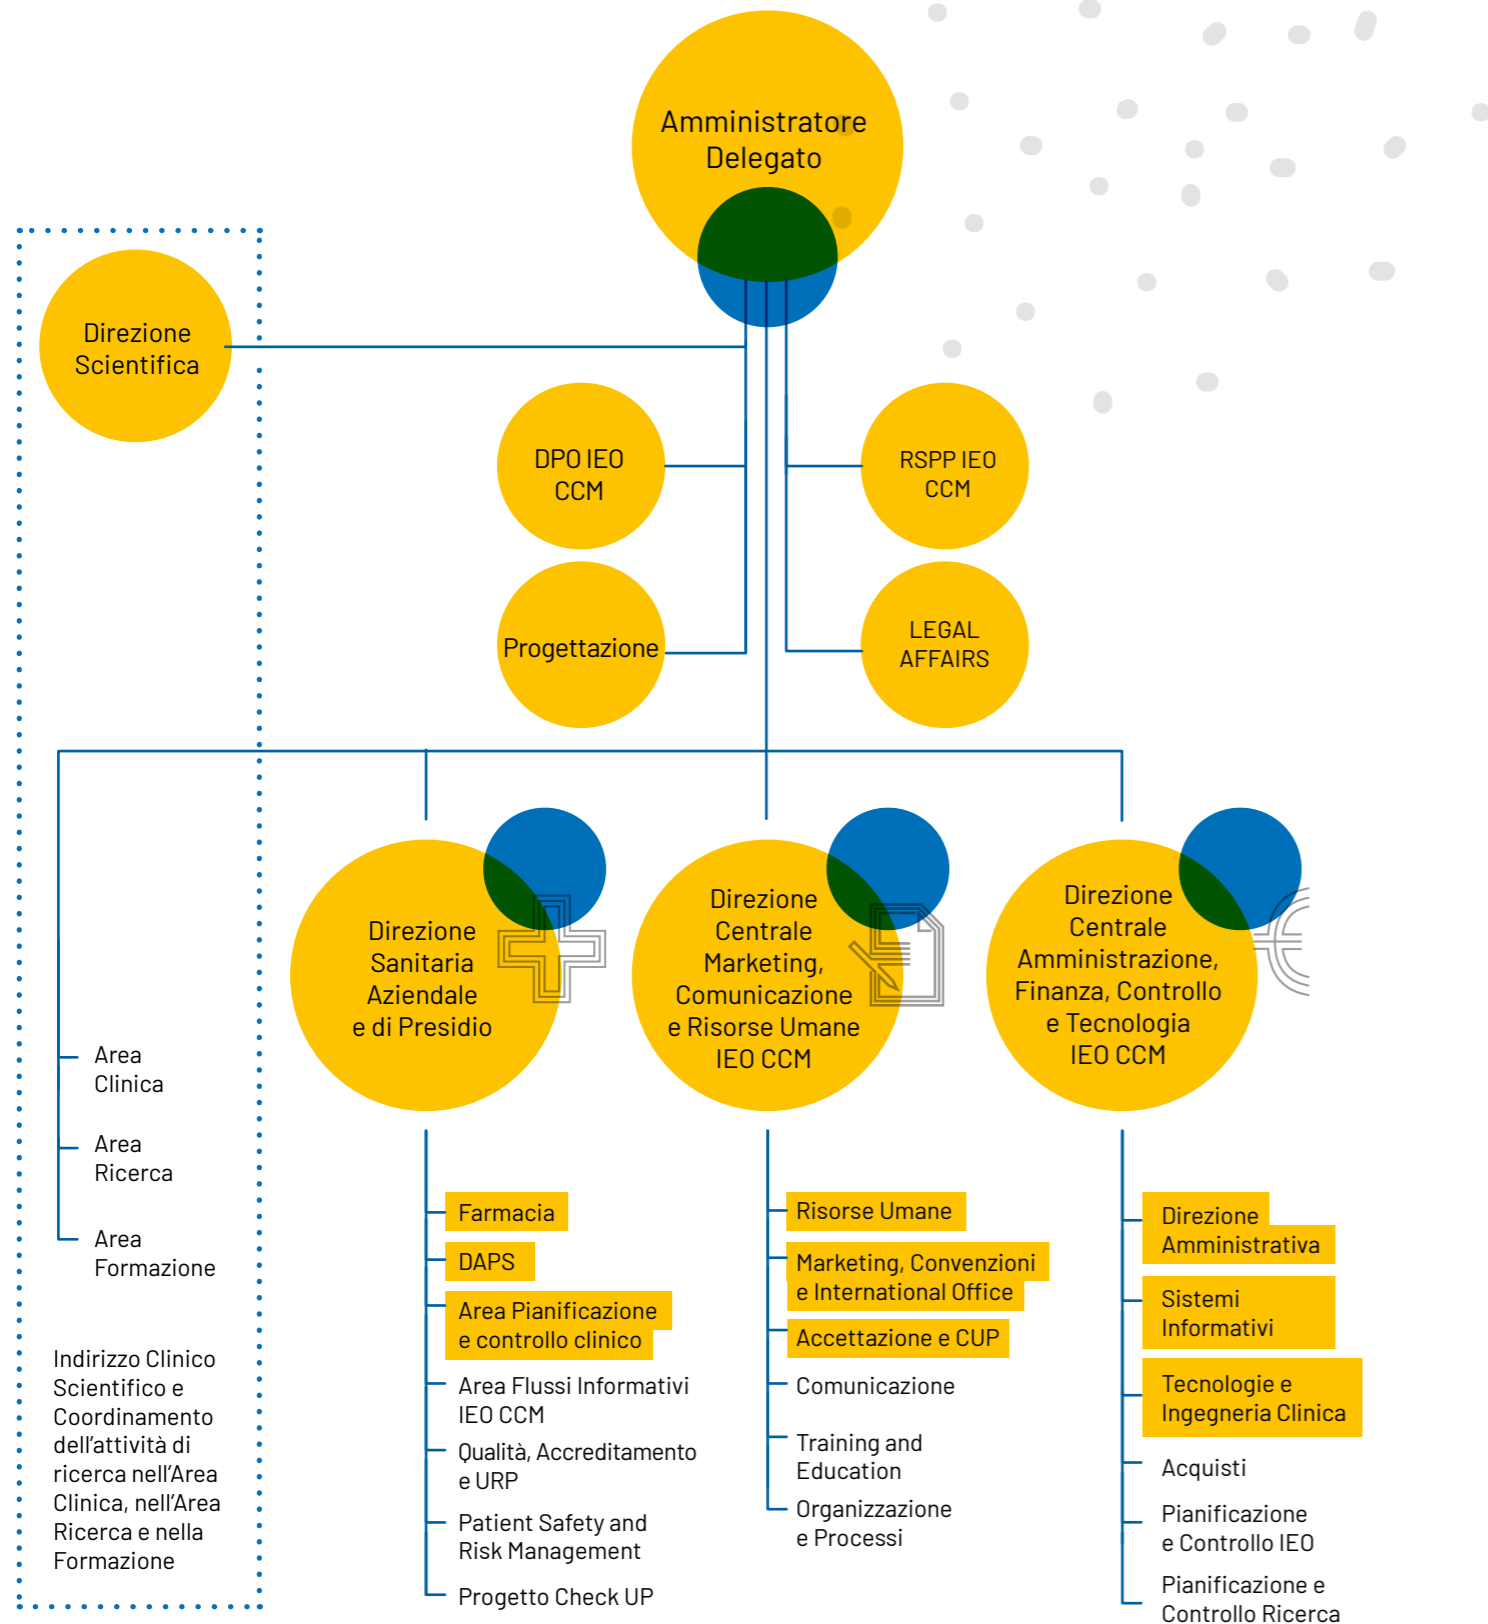 Amministratore
Delegato
Direzione
Scientifica
DPO IEO
CCM
RSPP IEO
CCM
Progettazione
LEGAL
AFFAIRS
Direzione
Sanitaria
Aziendale
e di Presidio
Direzione
Centrale
Marketing,
Comunicazione
e Risorse Umane
IEO CCM
Direzione
Centrale
Amministrazione,
Finanza, Controllo
e Tecnologia
IEO CCM
Area
Clinica
Area
Ricerca
Area
Formazione
Indirizzo Clinico
Scientifico e
Coordinamento
dell'attività di
ricerca nell'Area
Clinica, nell'Area
Ricerca e nella
Formazione
Farmacia
DAPS
Area Pianificazione
e controllo clinico
Area Flussi Informativi
IEO CCM
Qualità, Accreditamento
e URP
Patient Safety and
Risk Management
Progetto Check UP
Risorse Umane
Marketing, Convenzioni
e International Office
Accettazione e CUP
Comunicazione
Training and
Education
Organizzazione
e Processi
Direzione
Amministrativa
Sistemi
Informativi
Tecnologie e
Ingegneria Clinica
Acquisti
Pianificazione
e Controllo IEO
Pianificazione e
Controllo Ricerca